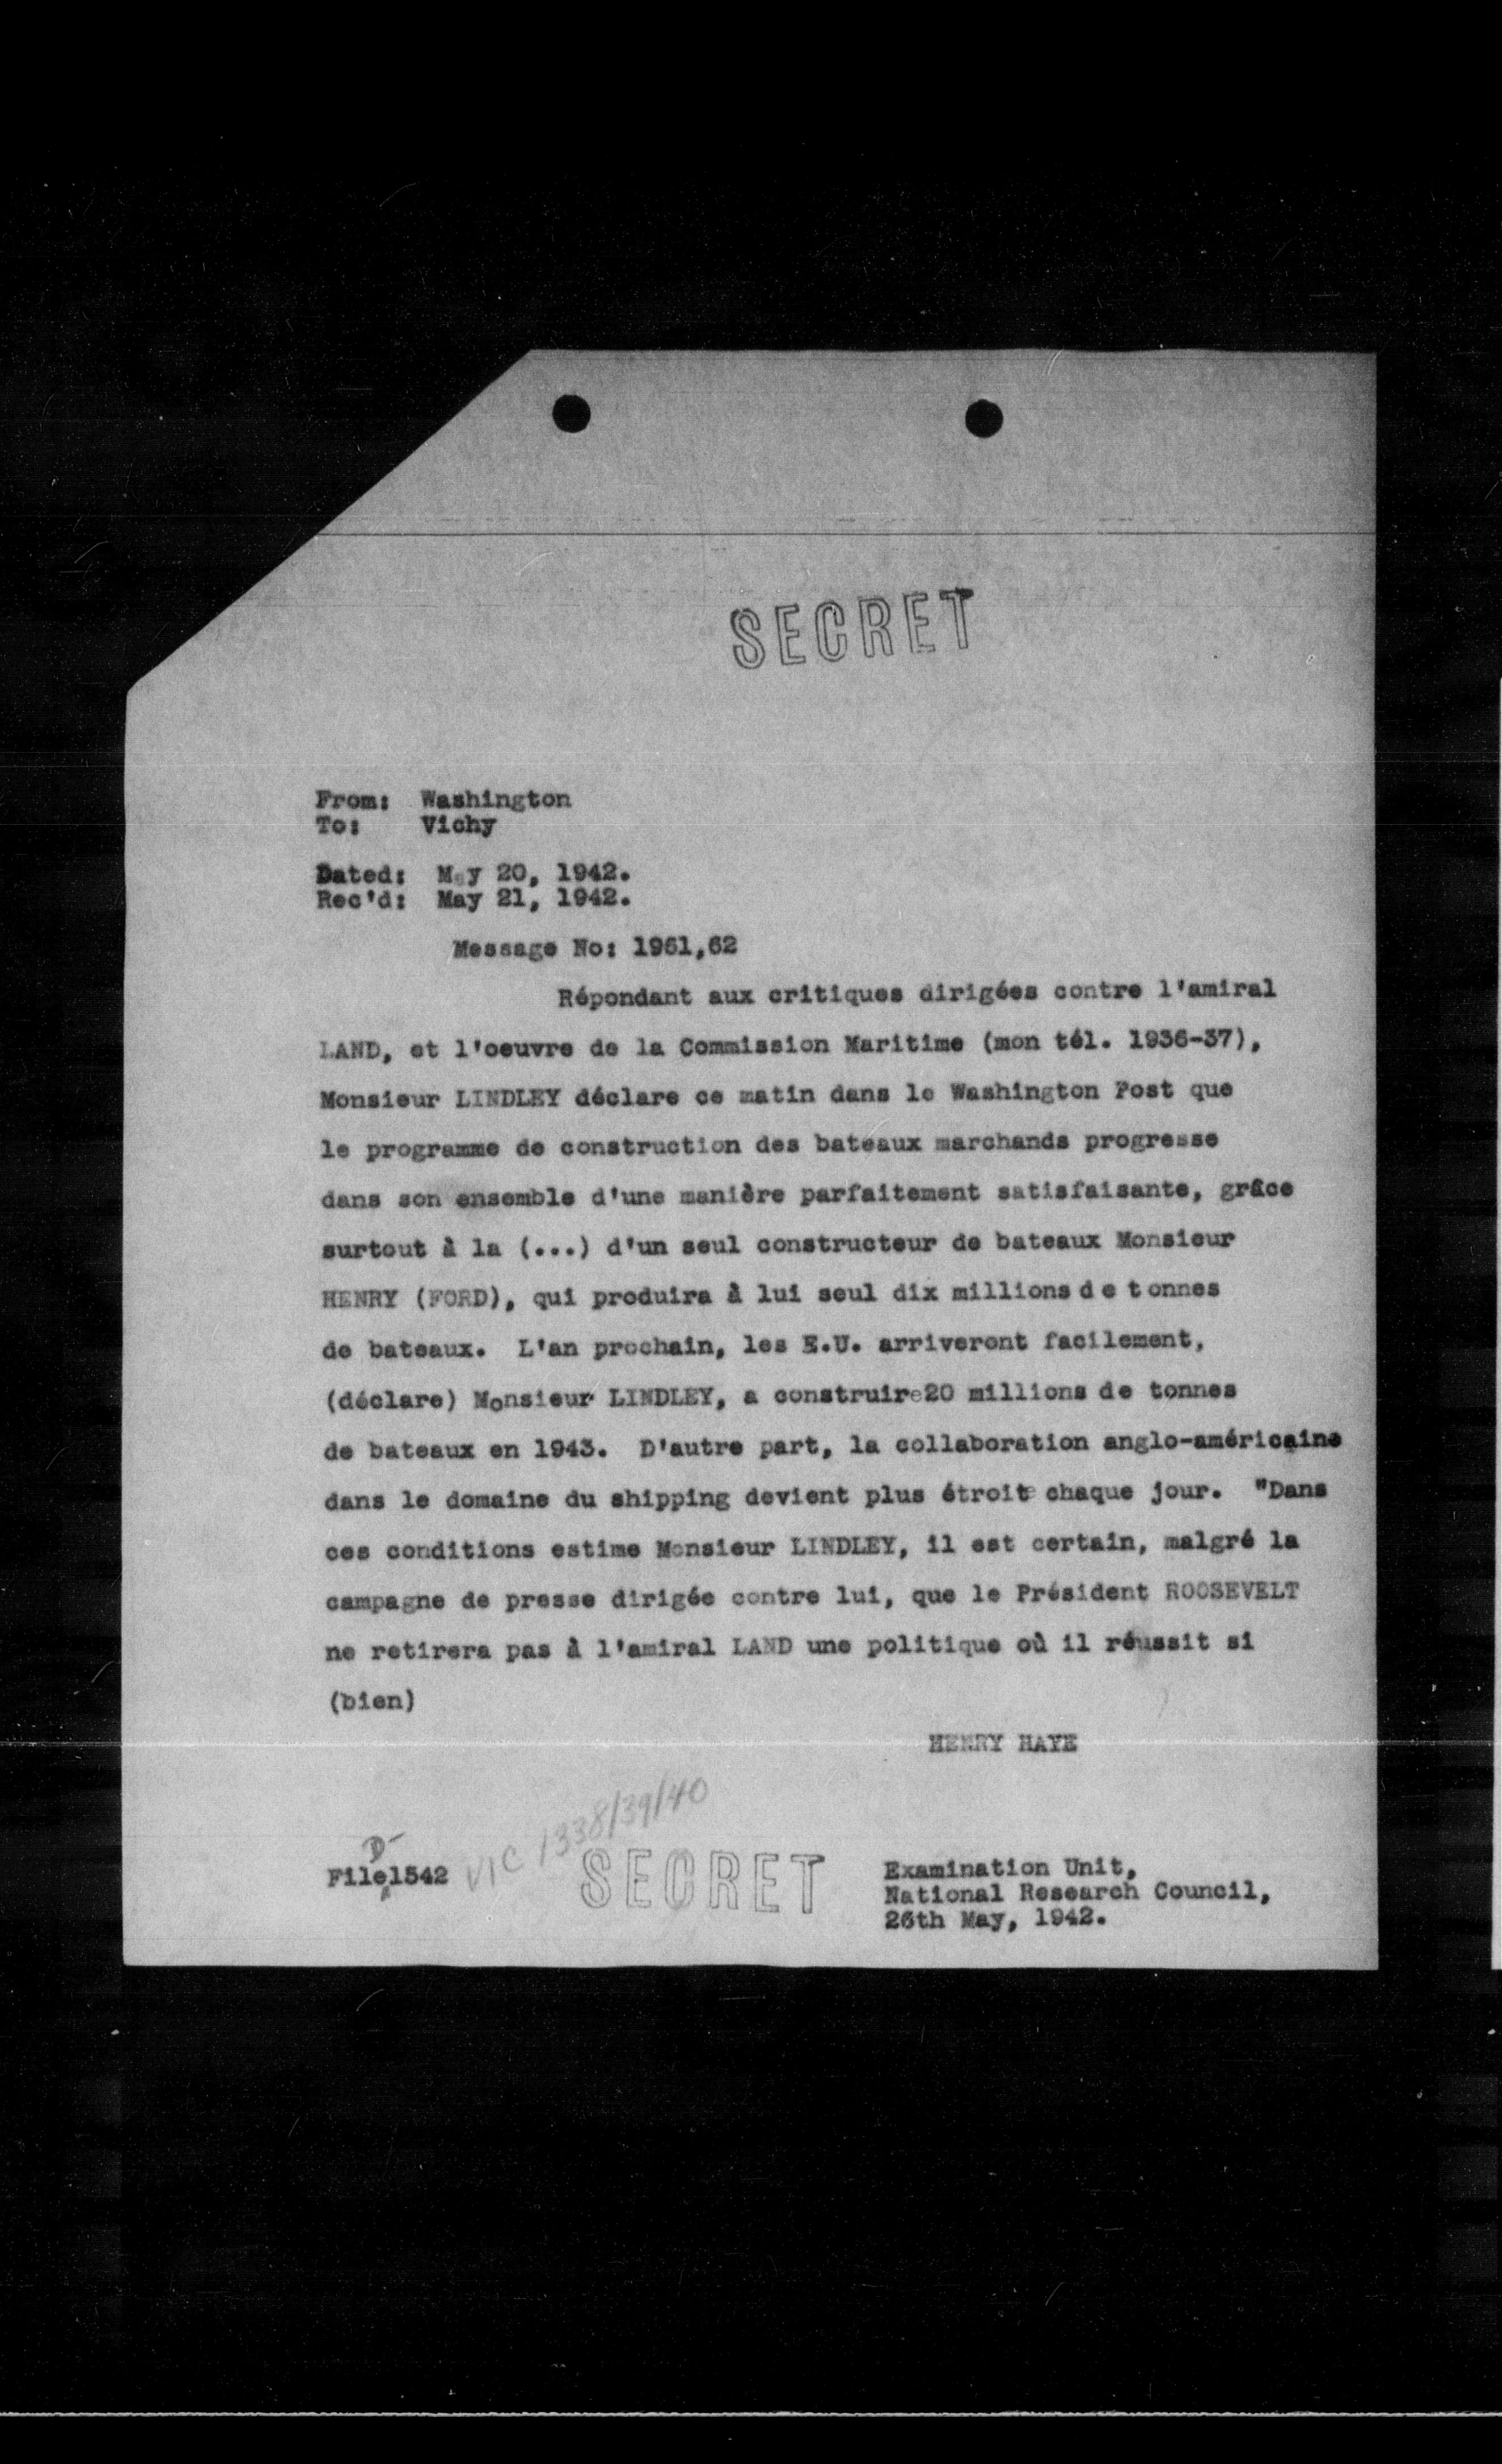 SECRET
From: Washington
To: Vichy
Dated: May 20, 1942.
Rec'd: May 21, 1942.
Message No: 1961,62
Répondant aux critiques dirigées contre l'amiral
LAND, et l'oeuvre de la Commission Maritime (mon tél. 1936-37),
Monsieur LINDLEY déclare ce matin dans le Washington Post que
le programme de construction des bateaux marchands progresse
dans son ensemble d'une manière parfaitement satisfaisante, grâce
surtout à la (...) d'un seul constructeur de bateaux Monsieur
HENRY (FORD), qui produira à lui seul dix millions de tonnes
de bateaux. L'an prochain, les E.U. arriveront facilement,
(déclare) Monsieur LINDLEY, a construire 20 millions de tonnes
de bateaux en 1943. D'autre part, la collaboration anglo-américaine
dans le domaine du shipping devient plus étroite chaque jour. "Dans
ces conditions estime Monsieur LINDLEY, il est certain, malgré la
campagne de presse dirigée contre lui, que le Président ROOSEVELT
ne retirera pas à l'amiral LAND une politique où il réussit si
(bien)
HENRY HAYE
VIC 1338/39/40
D-
File 1542
SECRET
Examination Unit,
National Research Council,
26th May, 1942.